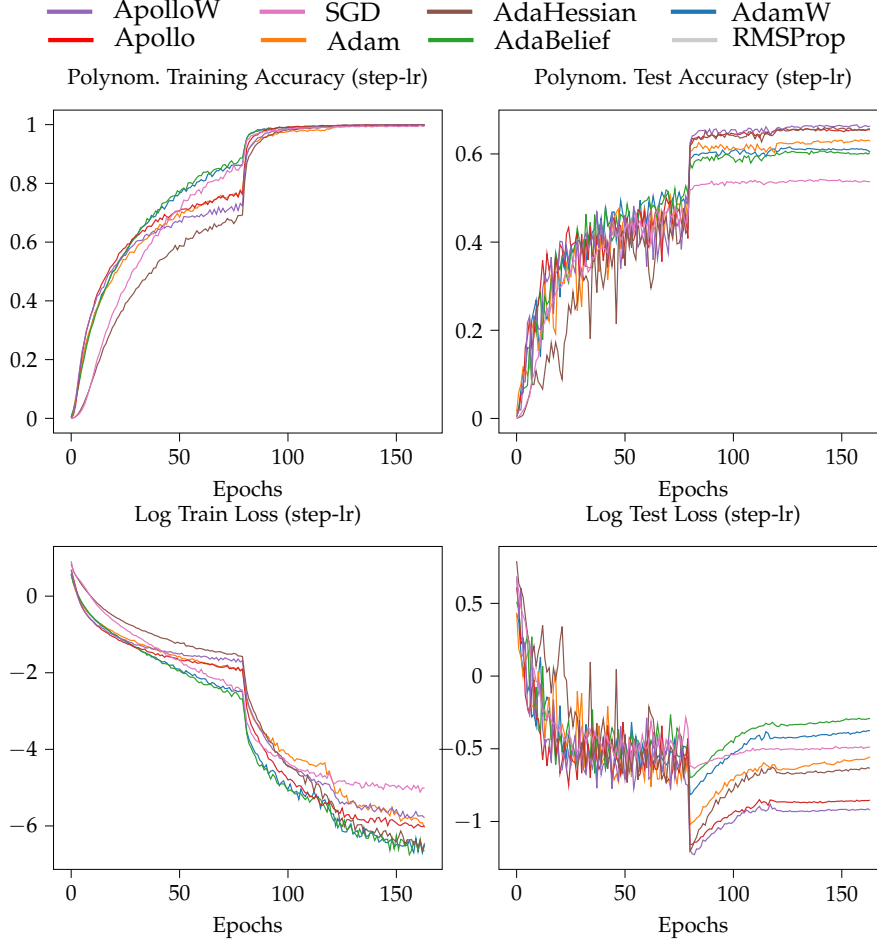 ApolloW SGD AdaHessian AdamW
Apollo Adam AdaBelief RMSProp
Polynom. Training Accuracy (step-lr) Polynom. Test Accuracy (step-lr)
1
0.8
0.6
0.4
0.2
0
0 50 100 150
Epochs
0.6
0.4
0.2
0
0 50 100 150
Epochs
Log Train Loss (step-lr) Log Test Loss (step-lr)
0
−2
−4
−6
0 50 100 150
Epochs
0.5
0
−0.5
−1
0 50 100 150
Epochs